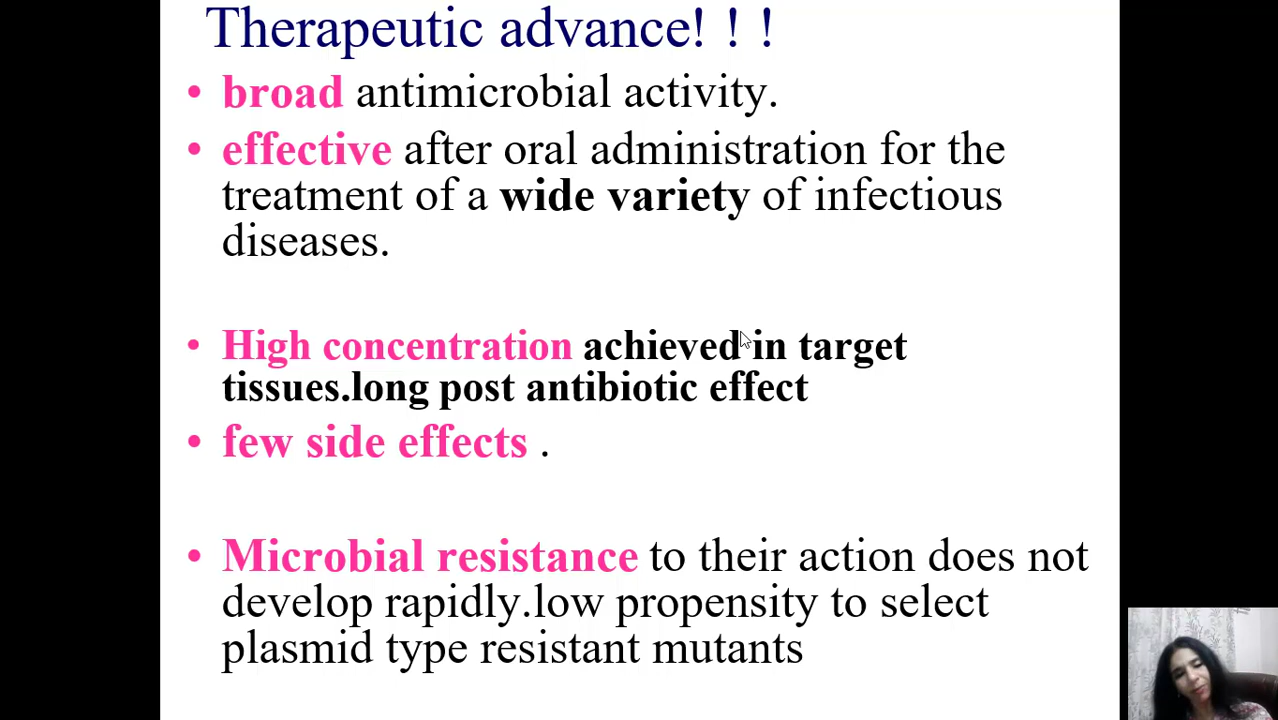 Therapeutic advance! ! !
• broad antimicrobial activity.
• effective after oral administration for the
treatment of a wide variety of infectious
diseases.
• High concentration achieved in target
tissues.long post antibiotic effect
• few side effects .
• Microbial resistance to their action does not
develop rapidly.low propensity to select
plasmid type resistant mutants